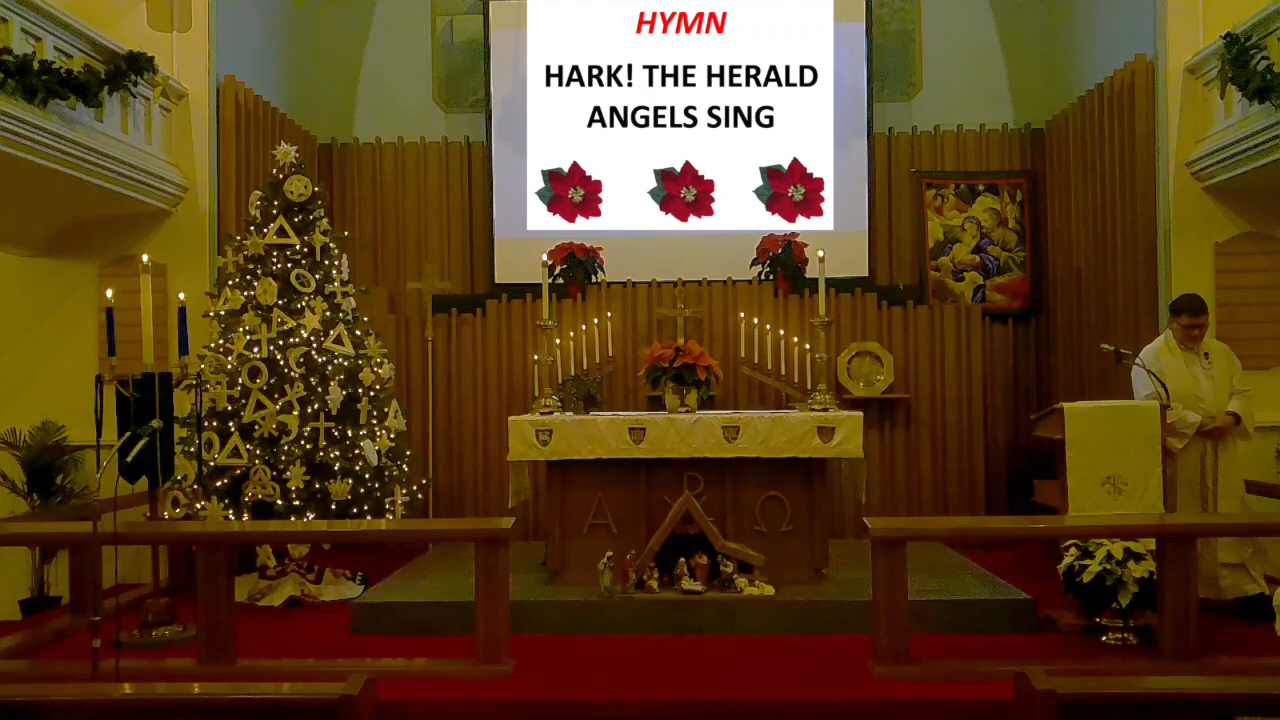 HYMN
HARK! THE HERALD
ANGELS SING
Α Ω